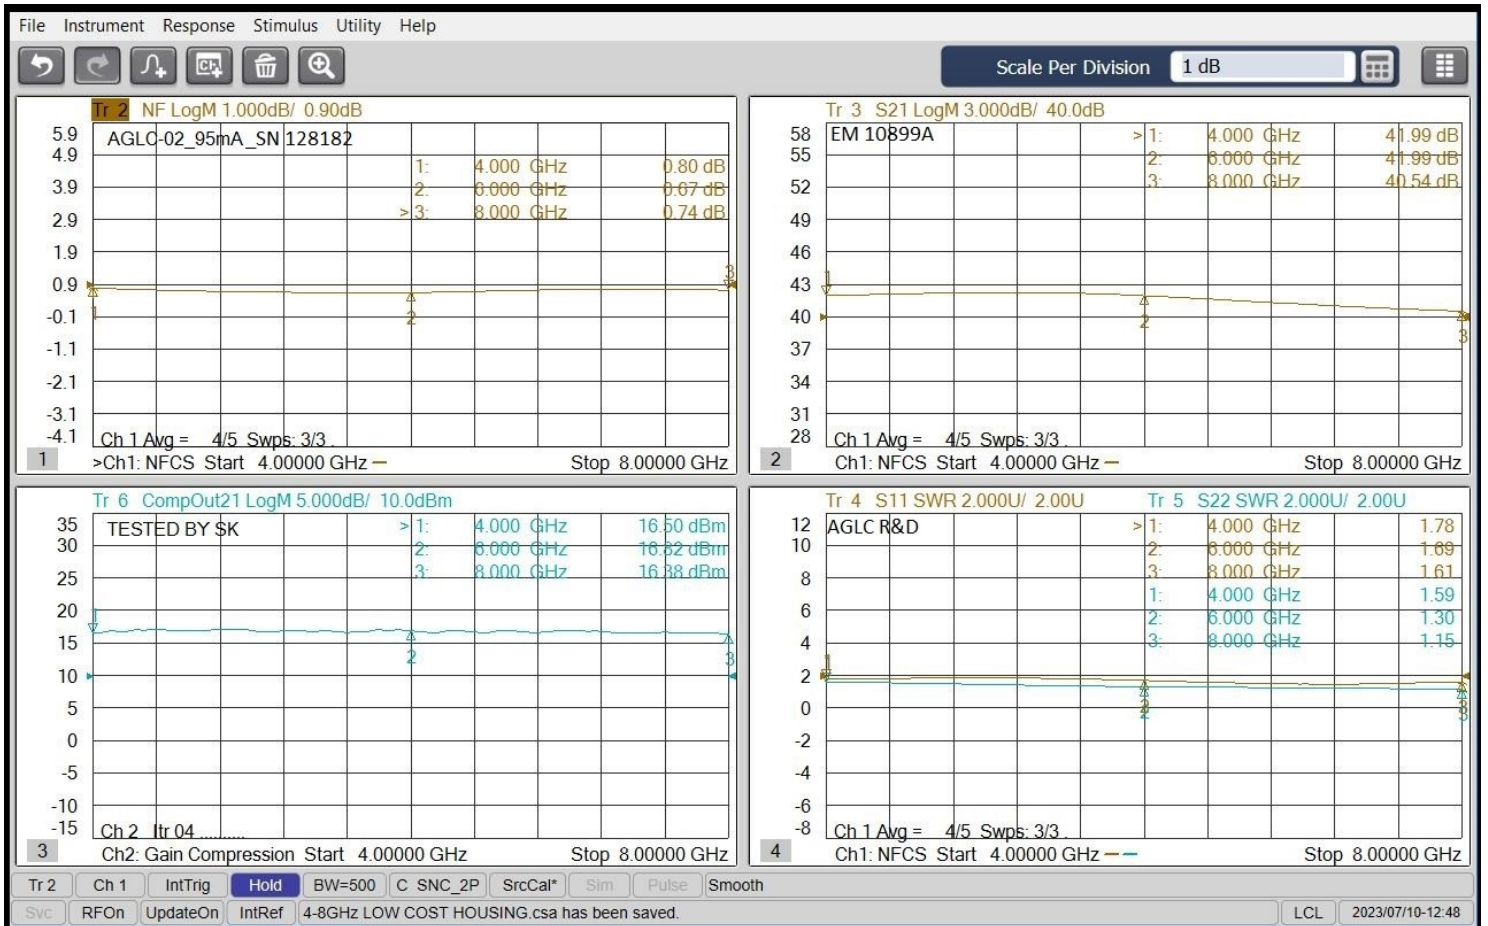 File Instrument Response Stimulus Utility Help
Scale Per Division 1 dB
Tr 2 NF LogM 1.000dB/ 0.90dB
AGLC-02_95mA_SN 128182
5.9
4.9
3.9
2.9
1.9
0.9
-0.1
-1.1
-2.1
-3.1
-4.1
1: 4.000 GHz 0.80 dB
2: 6.000 GHz 0.67 dB
>3: 8.000 GHz 0.74 dB
3
1
2
Ch 1 Avg = 4/5 Swps: 3/3 .
1 >Ch1: NFCS Start 4.00000 GHz Stop 8.00000 GHz
Tr 3 S21 LogM 3.000dB/ 40.0dB
EM 10899A
58
55
52
49
46
43
40
37
34
31
28
>1: 4.000 GHz 41.99 dB
2: 6.000 GHz 41.99 dB
3: 8.000 GHz 40.54 dB
1
2
3
Ch 1 Avg = 4/5 Swps: 3/3 .
2 Ch1: NFCS Start 4.00000 GHz Stop 8.00000 GHz
Tr 6 CompOut21 LogM 5.000dB/ 10.0dBm
TESTED BY SK
35
30
25
20
15
10
5
0
-5
-10
-15
>1: 4.000 GHz 16.50 dBm
2: 6.000 GHz 16.82 dBm
3: 8.000 GHz 16.38 dBm
1
2
3
Ch 2 Itr 04 ..........
3 Ch2: Gain Compression Start 4.00000 GHz Stop 8.00000 GHz
Tr 4 S11 SWR 2.000U/ 2.00U Tr 5 S22 SWR 2.000U/ 2.00U
AGLC R&D
12
10
8
6
4
2
0
-2
-4
-6
-8
>1: 4.000 GHz 1.78
2: 6.000 GHz 1.69
3: 8.000 GHz 1.61
1: 4.000 GHz 1.59
2: 6.000 GHz 1.30
3: 8.000 GHz 1.15
1
2
3
Ch 1 Avg = 4/5 Swps: 3/3 .
4 Ch1: NFCS Start 4.00000 GHz Stop 8.00000 GHz
Tr 2 Ch 1 IntTrig Hold BW=500 C SNC_2P SrcCal* Sim Pulse Smooth
Svc RFOn UpdateOn IntRef 4-8GHz LOW COST HOUSING.csa has been saved. LCL 2023/07/10-12:48